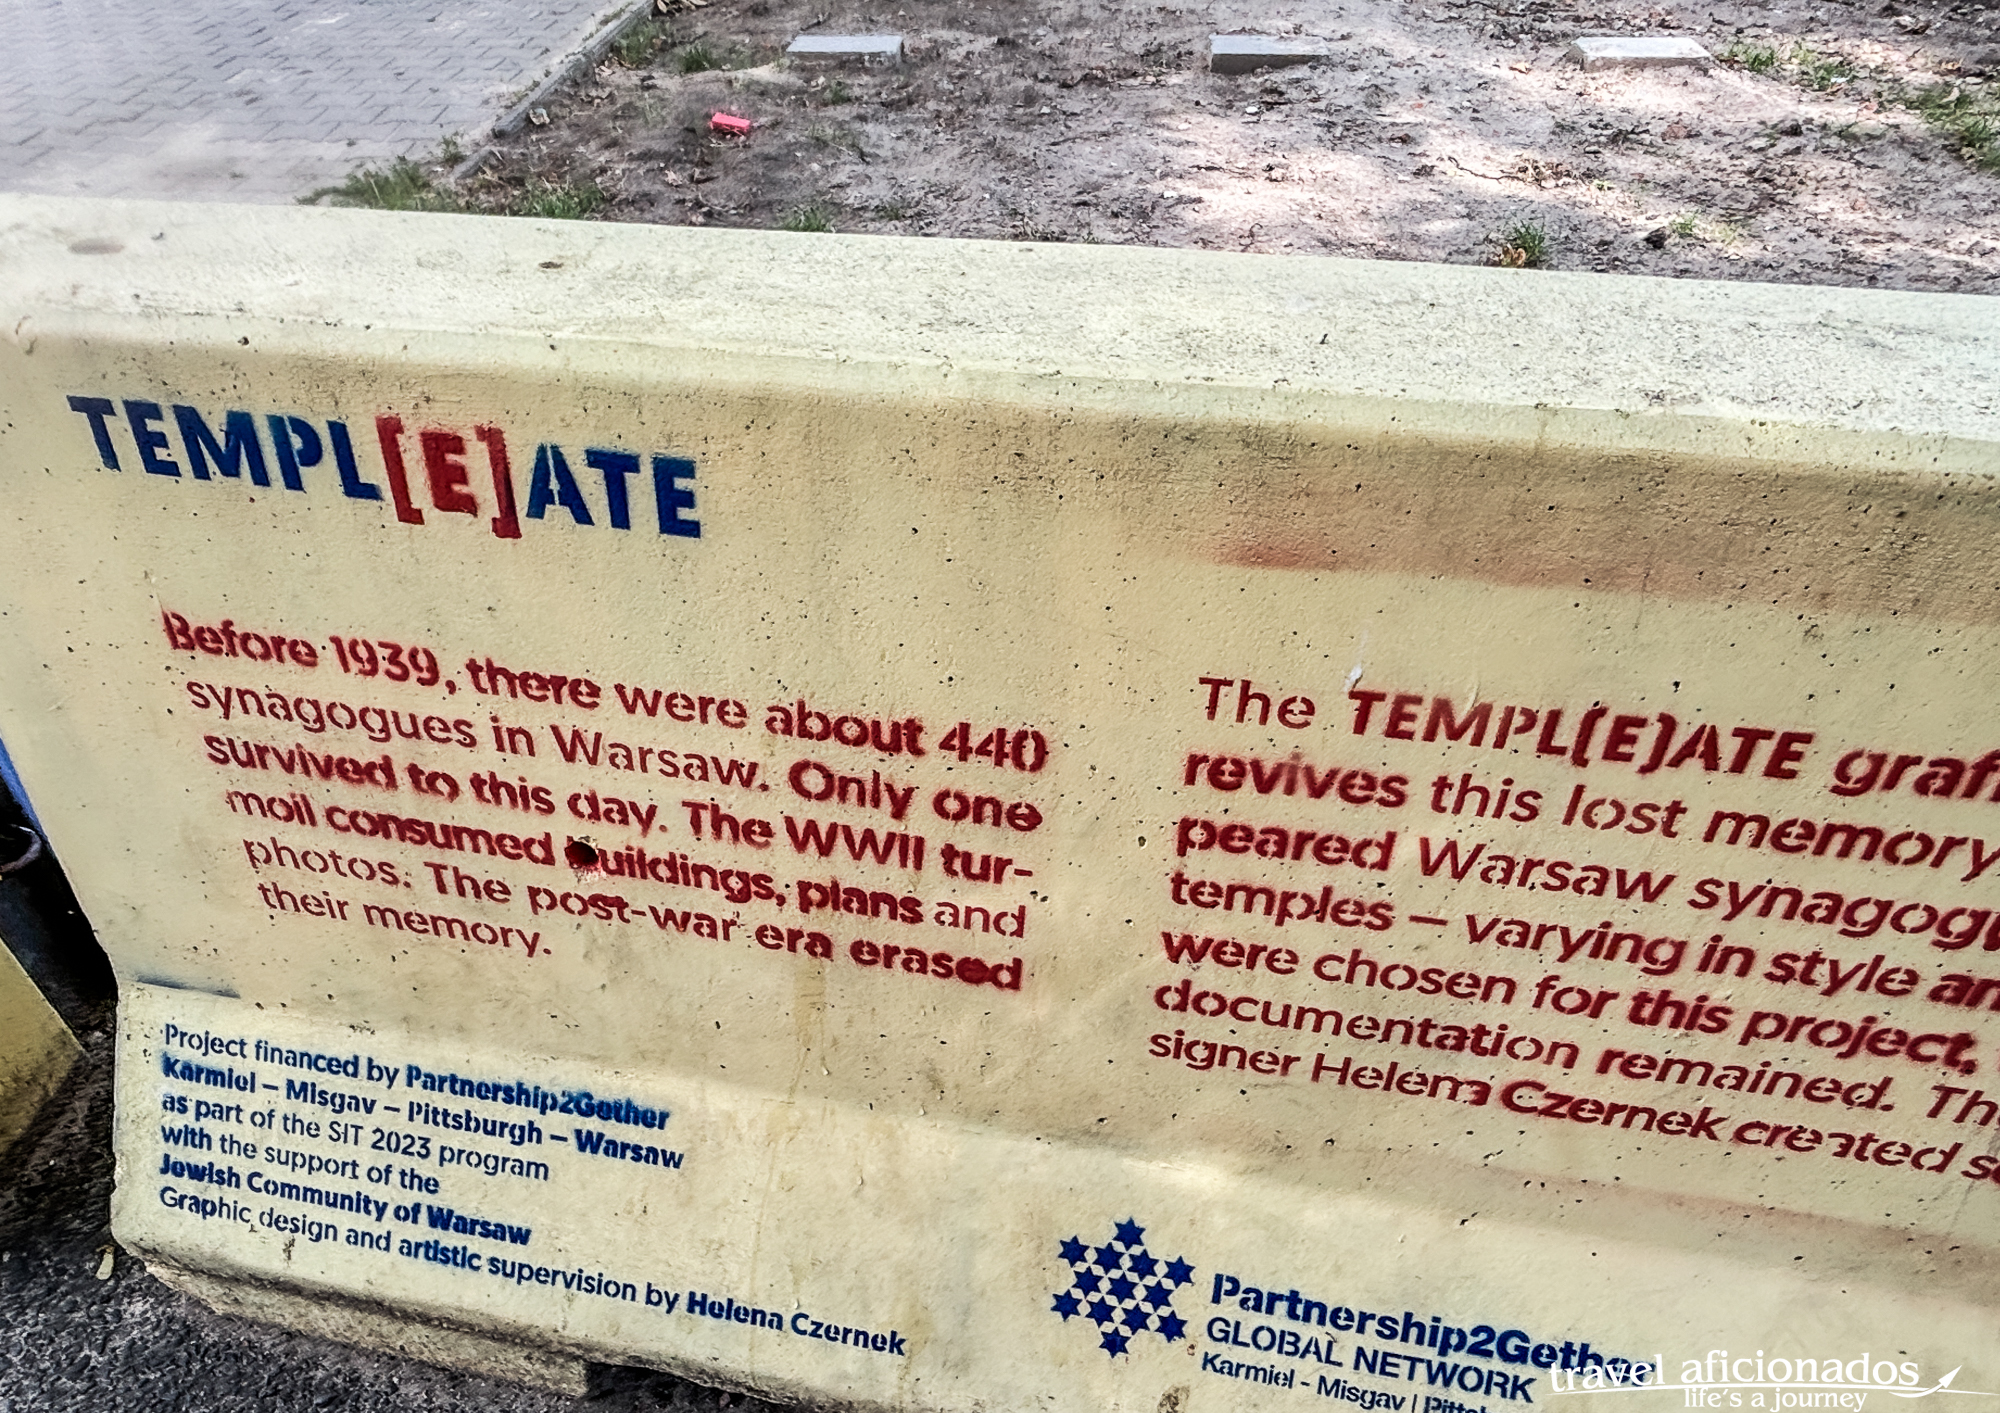 TEMPL[E]ATE
Before 1939, there were about 440
synagogues in Warsaw. Only one
survived to this day. The WWII tur-
moil consumed buildings, plans and
photos. The post-war era erased
their memory.
The TEMPL[E]ATE
revives this lost memory
peared Warsaw
temples – varying in style
were chosen for this project,
documentation remained.
signer Helena Czernek created
Project financed by Partnership2Gether
Karmiel – Misgav – Pittsburgh – Warsaw
as part of the SIT 2023 program
with the support of the
Jewish Community of Warsaw
Graphic design and artistic supervision by Helena Czernek
Partnership2Gether
GLOBAL NETWORK
Karmiel - Misgav |
travel aficionados
life's a journey